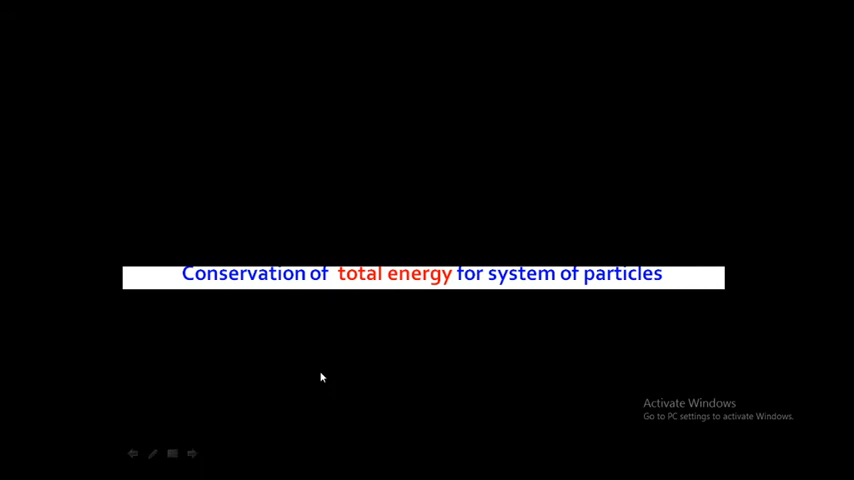 Conservation of total energy for system of particles
Activate Windows
Go to PC settings to activate Windows.